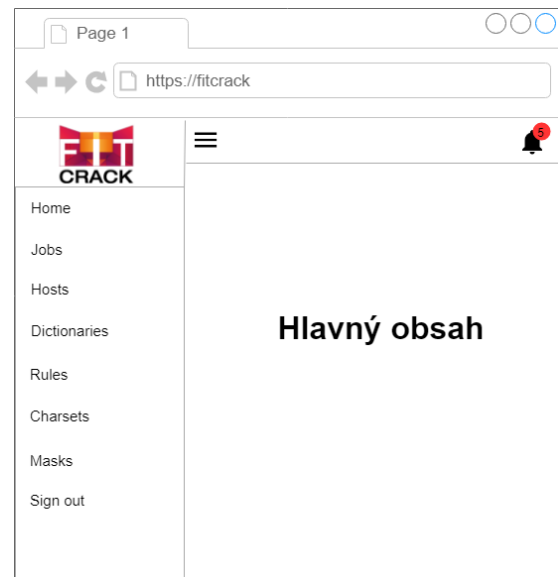 Page 1
https://fitcrack
FIT
CRACK
5
Home
Jobs
Hosts
Dictionaries
Rules
Charsets
Masks
Sign out
Hlavný obsah